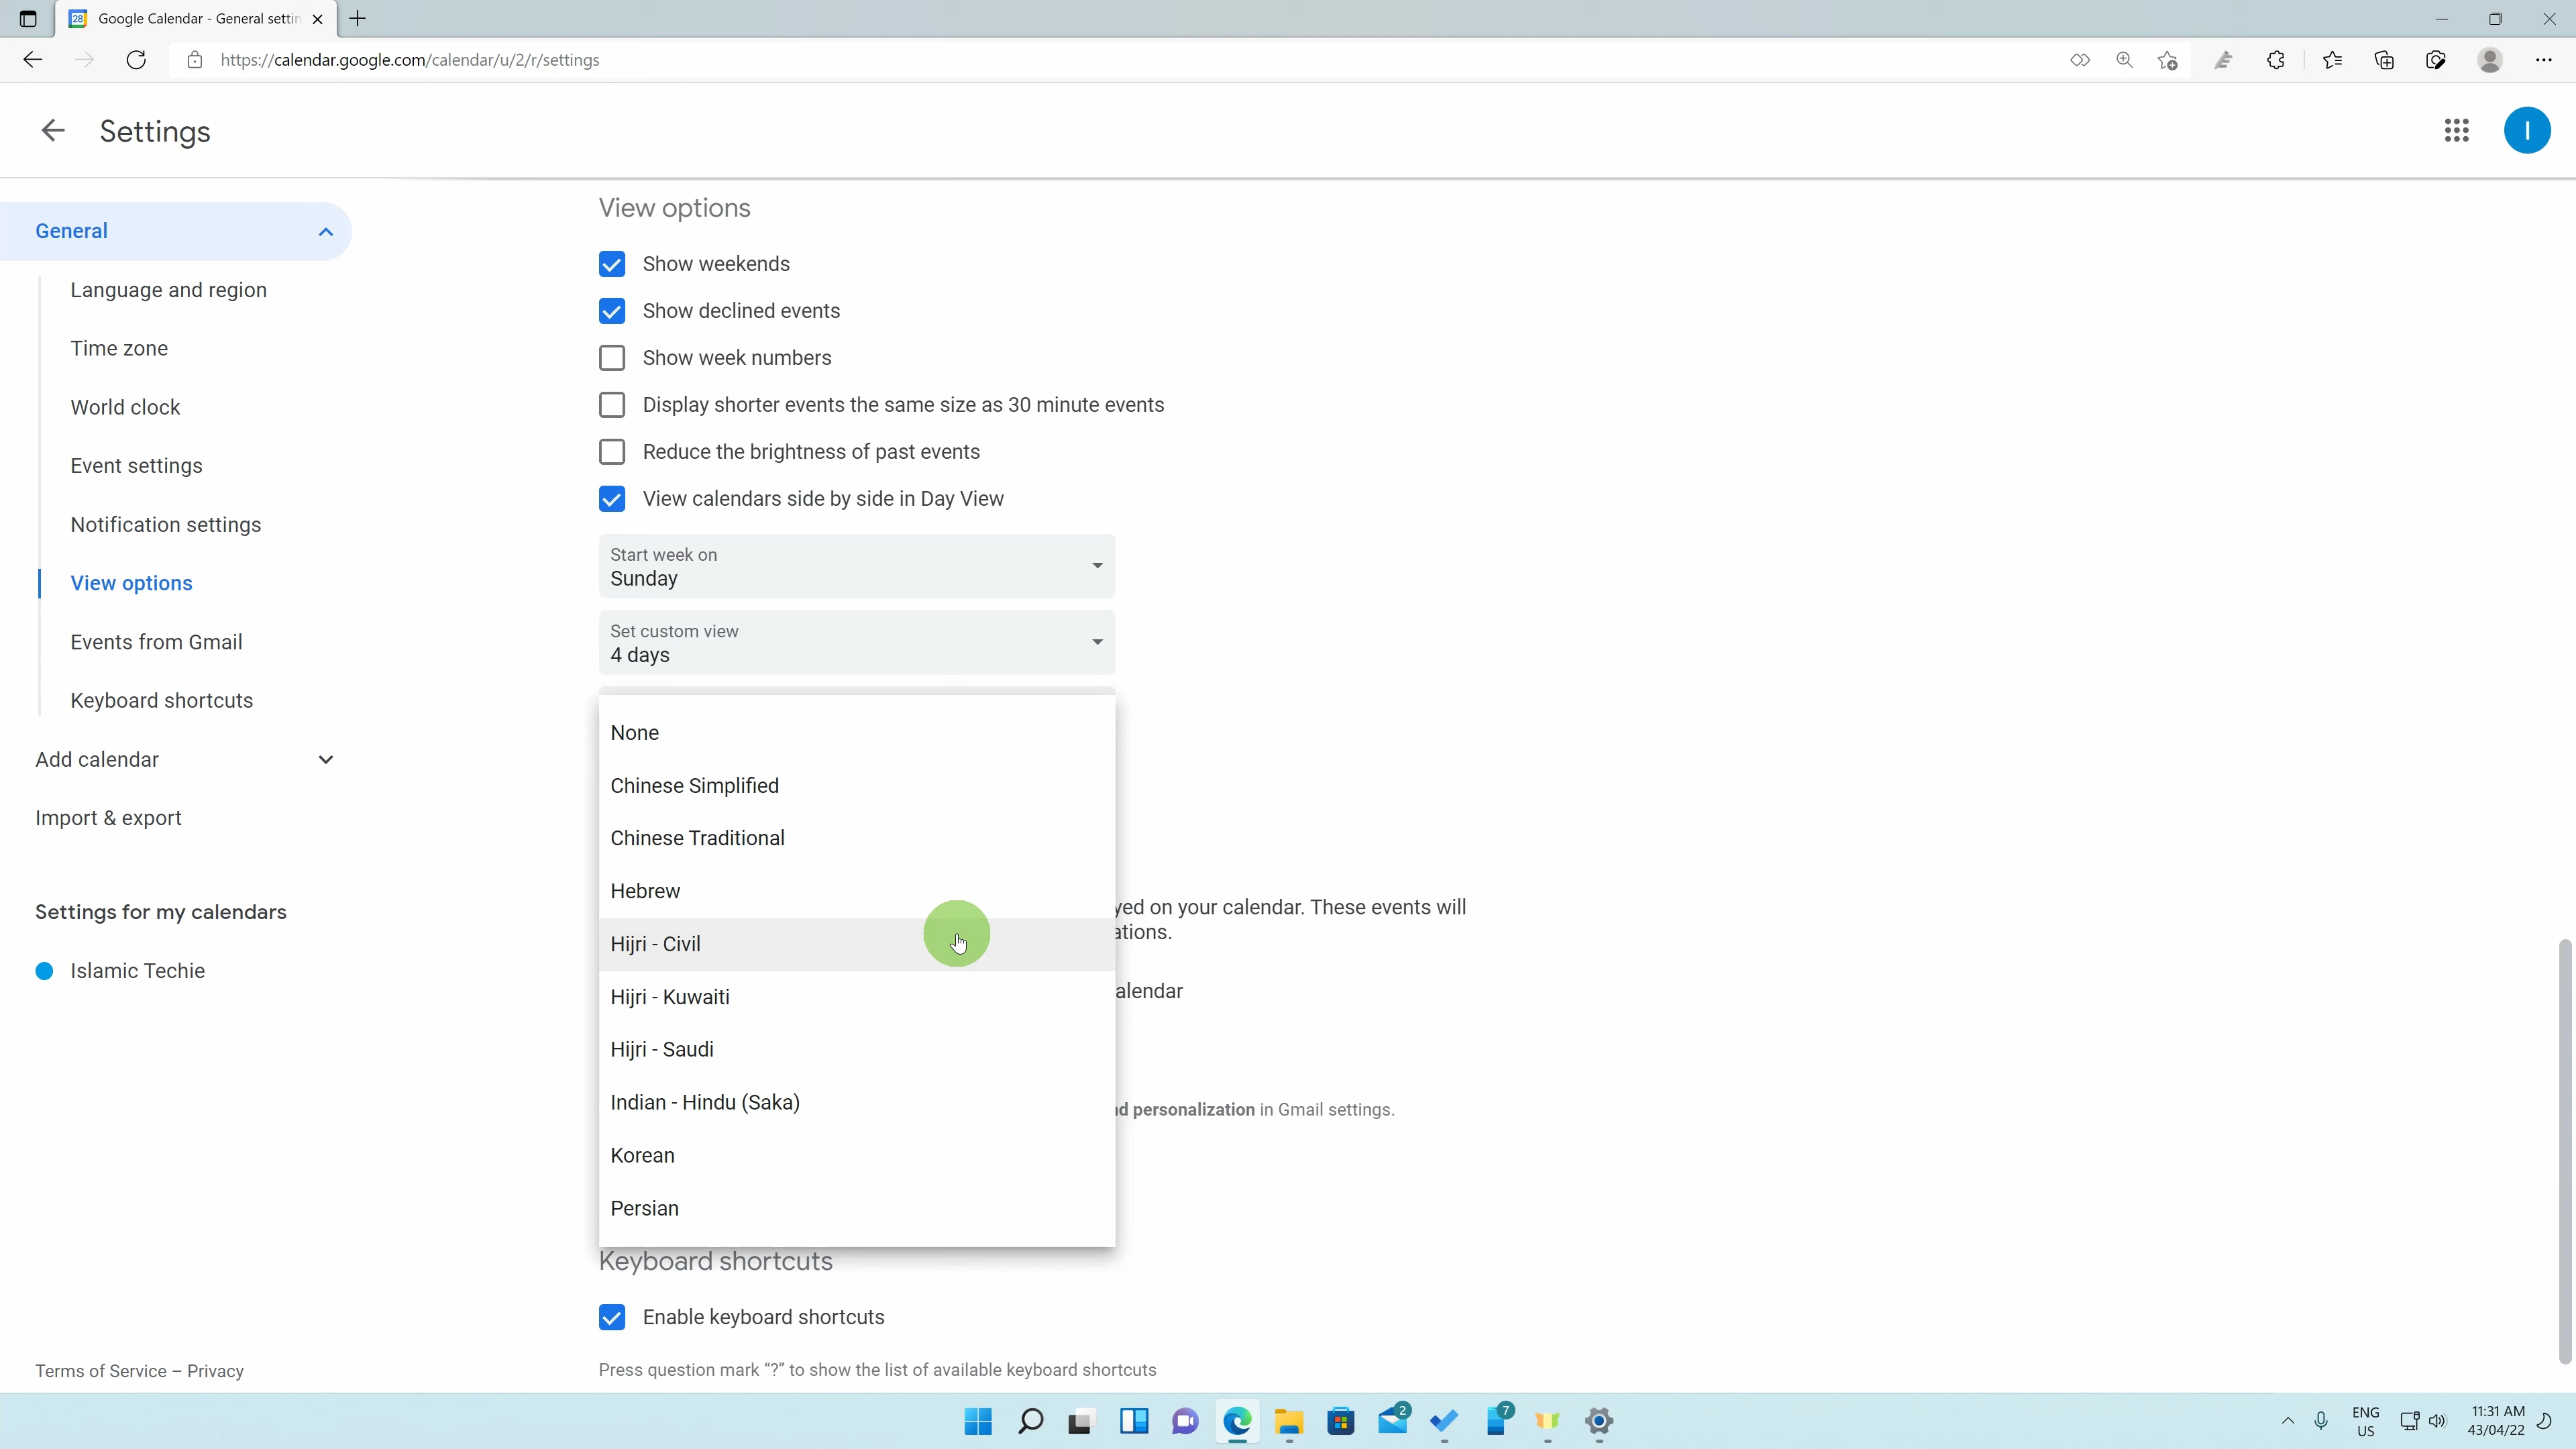 28
Google Calendar - General settin
https://calendar.google.com/calendar/u/2/r/settings
Settings
I
General
Language and region
Time zone
World clock
Event settings
Notification settings
View options
Events from Gmail
Keyboard shortcuts
Add calendar
Import & export
Settings for my calendars
Islamic Techie
Terms of Service – Privacy
View options
Show weekends
Show declined events
Show week numbers
Display shorter events the same size as 30 minute events
Reduce the brightness of past events
View calendars side by side in Day View
Start week on
Sunday
Set custom view
4 days
None
Chinese Simplified
Chinese Traditional
Hebrew
Hijri - Civil
Hijri - Kuwaiti
Hijri - Saudi
Indian - Hindu (Saka)
Korean
Persian
yed on your calendar. These events will
ations.
alendar
nd personalization in Gmail settings.
Keyboard shortcuts
Enable keyboard shortcuts
Press question mark “?” to show the list of available keyboard shortcuts
2
7
ENG
US
11:31 AM
43/04/22